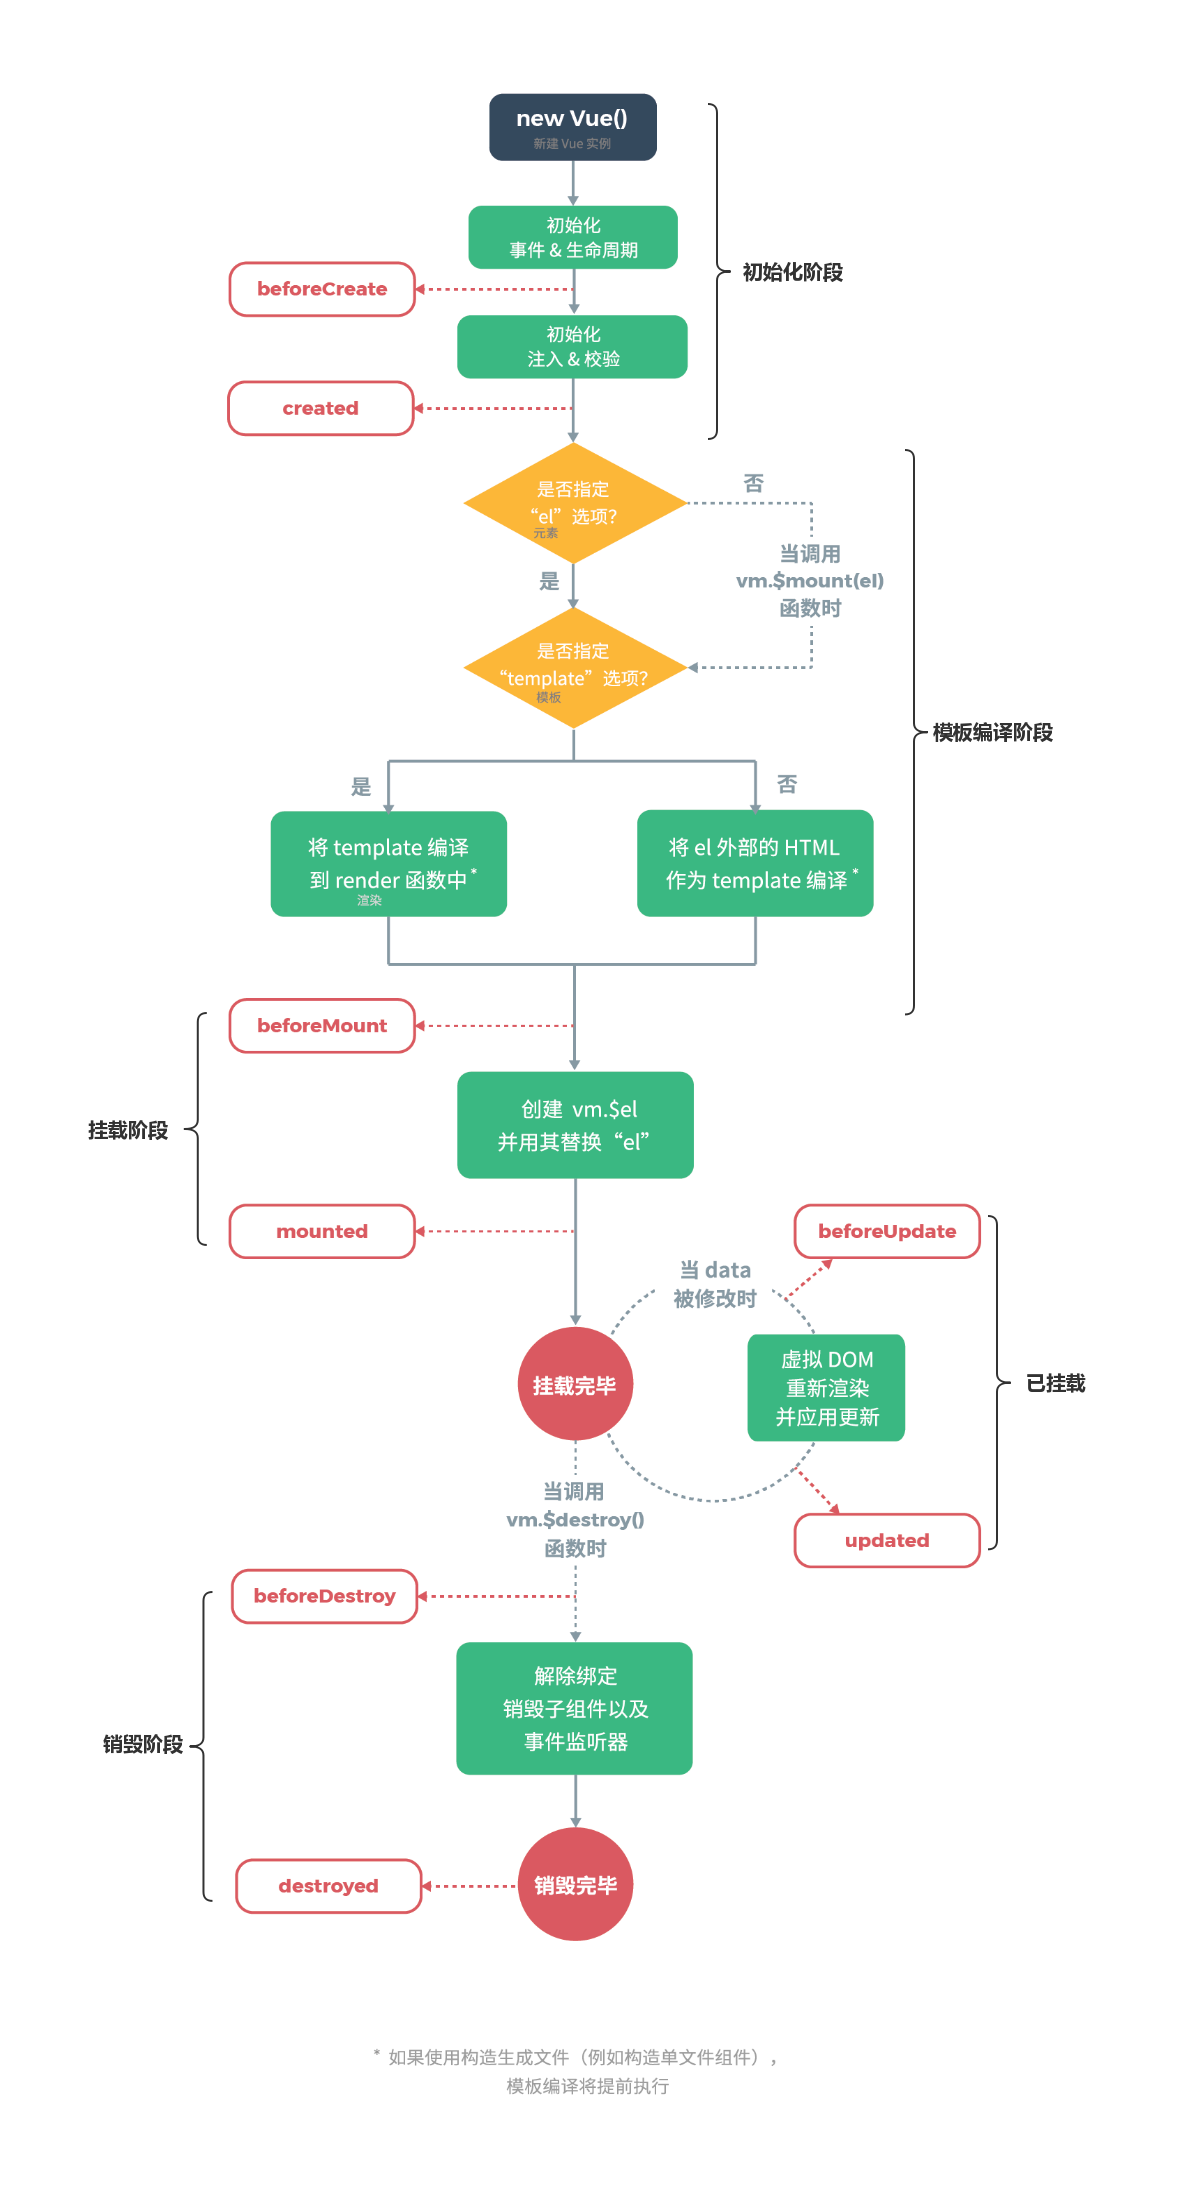 new Vue()
新建 Vue 实例
初始化
事件 & 生命周期
初始化阶段
beforeCreate
初始化
注入 & 校验
created
是否指定
“el”选项？
元素
否
当调用
vm.$mount(el)
函数时
是
是否指定
“template”选项？
模板
模板编译阶段
是
否
将 template 编译
到 render 函数中*
渲染
将 el 外部的 HTML
作为 template 编译*
beforeMount
挂载阶段
创建 vm.$el
并用其替换“el”
mounted
beforeUpdate
当 data
被修改时
挂载完毕
虚拟 DOM
重新渲染
并应用更新
已挂载
当调用
vm.$destroy()
函数时
updated
beforeDestroy
解除绑定
销毁子组件以及
事件监听器
销毁阶段
destroyed
销毁完毕
* 如果使用构造生成文件（例如构造单文件组件），
模板编译将提前执行